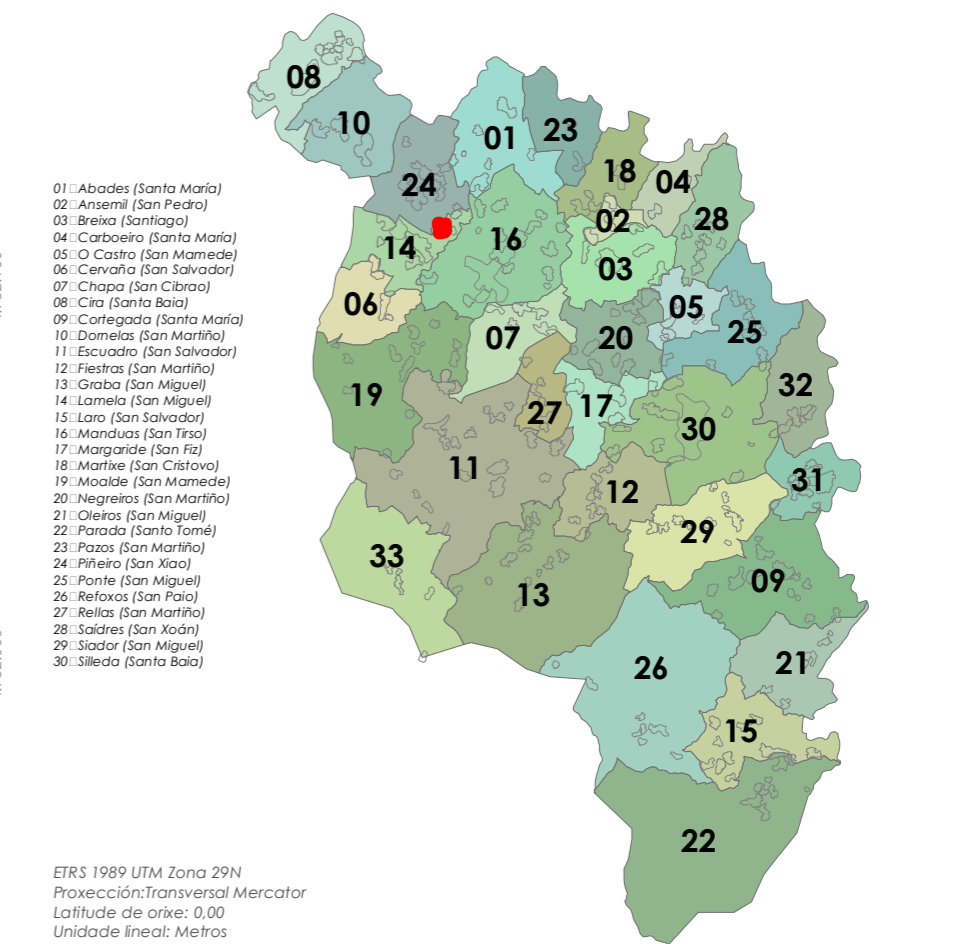 08
10
01
23
18
04
24
02
28
16
14
03
06
05
25
07
20
32
19
27
17
30
11
12
31
29
33
13
09
26
21
15
22
01 Abades (Santa María)
02 Ansemil (San Pedro)
03 Breixa (Santiago)
04 Carboeiro (Santa María)
05 O Castro (San Mamede)
06 Cervaña (San Salvador)
07 Chapa (San Cibrao)
08 Cira (Santa Baia)
09 Cortegada (Santa María)
10 Dornelas (San Martiño)
11 Escuadro (San Salvador)
12 Fiestras (San Martiño)
13 Graba (San Miguel)
14 Lamela (San Miguel)
15 Laro (San Salvador)
16 Manduas (San Tirso)
17 Margaride (San Fiz)
18 Martixe (San Cristovo)
19 Moalde (San Mamede)
20 Negreiros (San Martiño)
21 Oleiros (San Miguel)
22 Parada (Santo Tomé)
23 Pazos (San Martiño)
24 Piñeiro (San Xiao)
25 Ponte (San Miguel)
26 Refoxos (San Paio)
27 Rellas (San Martiño)
28 Saídres (San Xoán)
29 Siador (San Miguel)
30 Silleda (Santa Baia)
ETRS 1989 UTM Zona 29N
Proxección:Transversal Mercator
Latitude de orixe: 0,00
Unidade lineal: Metros